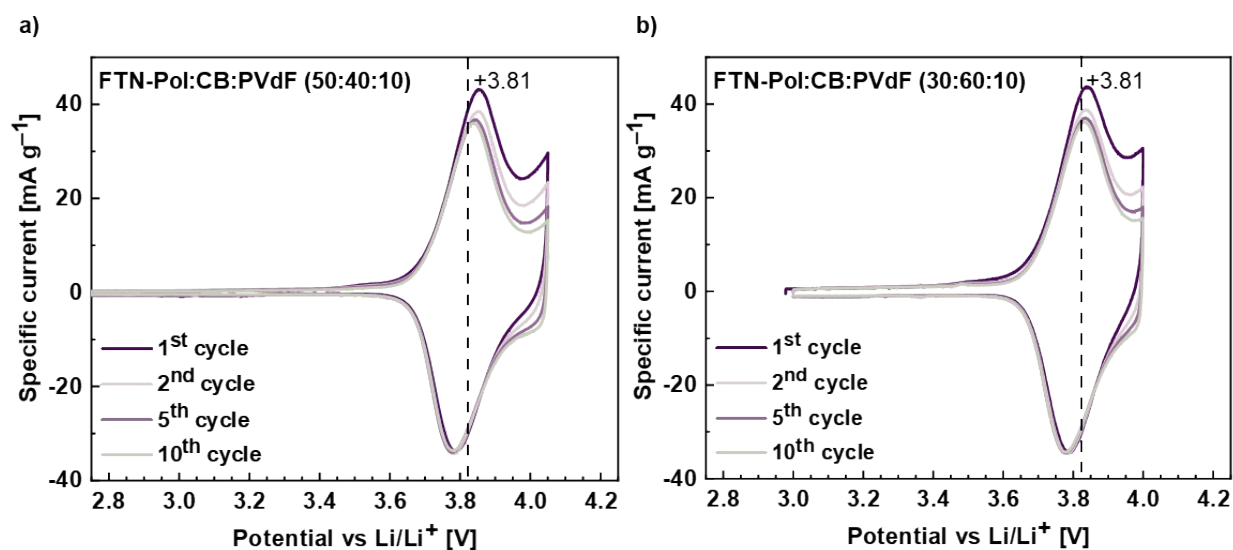 a)
FTN-Pol:CB:PVdF (50:40:10)
+3.81
Specific current [mA g⁻¹]
40
20
0
-20
-40
1ˢᵗ cycle
2ⁿᵈ cycle
5ᵗʰ cycle
10ᵗʰ cycle
3.0 3.2 3.4 3.6 3.8 4.0 4.2
Potential vs Li/Li⁺ [V]
b)
FTN-Pol:CB:PVdF (30:60:10)
+3.81
Specific current [mA g⁻¹]
40
20
0
-20
-40
1ˢᵗ cycle
2ⁿᵈ cycle
5ᵗʰ cycle
10ᵗʰ cycle
2.8 3.0 3.2 3.4 3.6 3.8 4.0 4.2
Potential vs Li/Li⁺ [V]